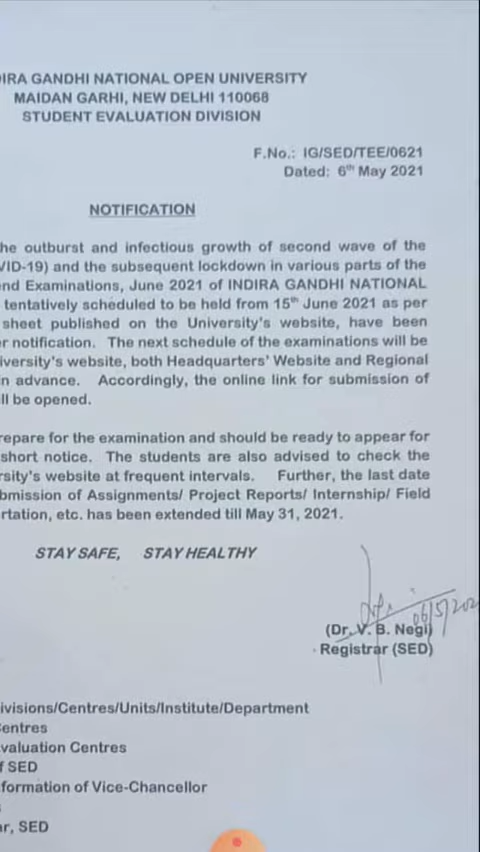 DIRA GANDHI NATIONAL OPEN UNIVERSITY
MAIDAN GARHI, NEW DELHI 110068
STUDENT EVALUATION DIVISION
F.No.: IG/SED/TEE/0621
Dated: 6th May 2021
NOTIFICATION
he outburst and infectious growth of second wave of the
VID-19) and the subsequent lockdown in various parts of the
nd Examinations, June 2021 of INDIRA GANDHI NATIONAL
tentatively scheduled to be held from 15th June 2021 as per
sheet published on the University's website, have been
r notification. The next schedule of the examinations will be
iversity's website, both Headquarters' Website and Regional
in advance. Accordingly, the online link for submission of
ll be opened.
repare for the examination and should be ready to appear for
short notice. The students are also advised to check the
rsity's website at frequent intervals. Further, the last date
bmission of Assignments/ Project Reports/ Internship/ Field
rtation, etc. has been extended till May 31, 2021.
STAY SAFE, STAY HEALTHY
06/5/202
(Dr. V. B. Negi)
Registrar (SED)
ivisions/Centres/Units/Institute/Department
Centres
valuation Centres
f SED
formation of Vice-Chancellor
s
ar, SED